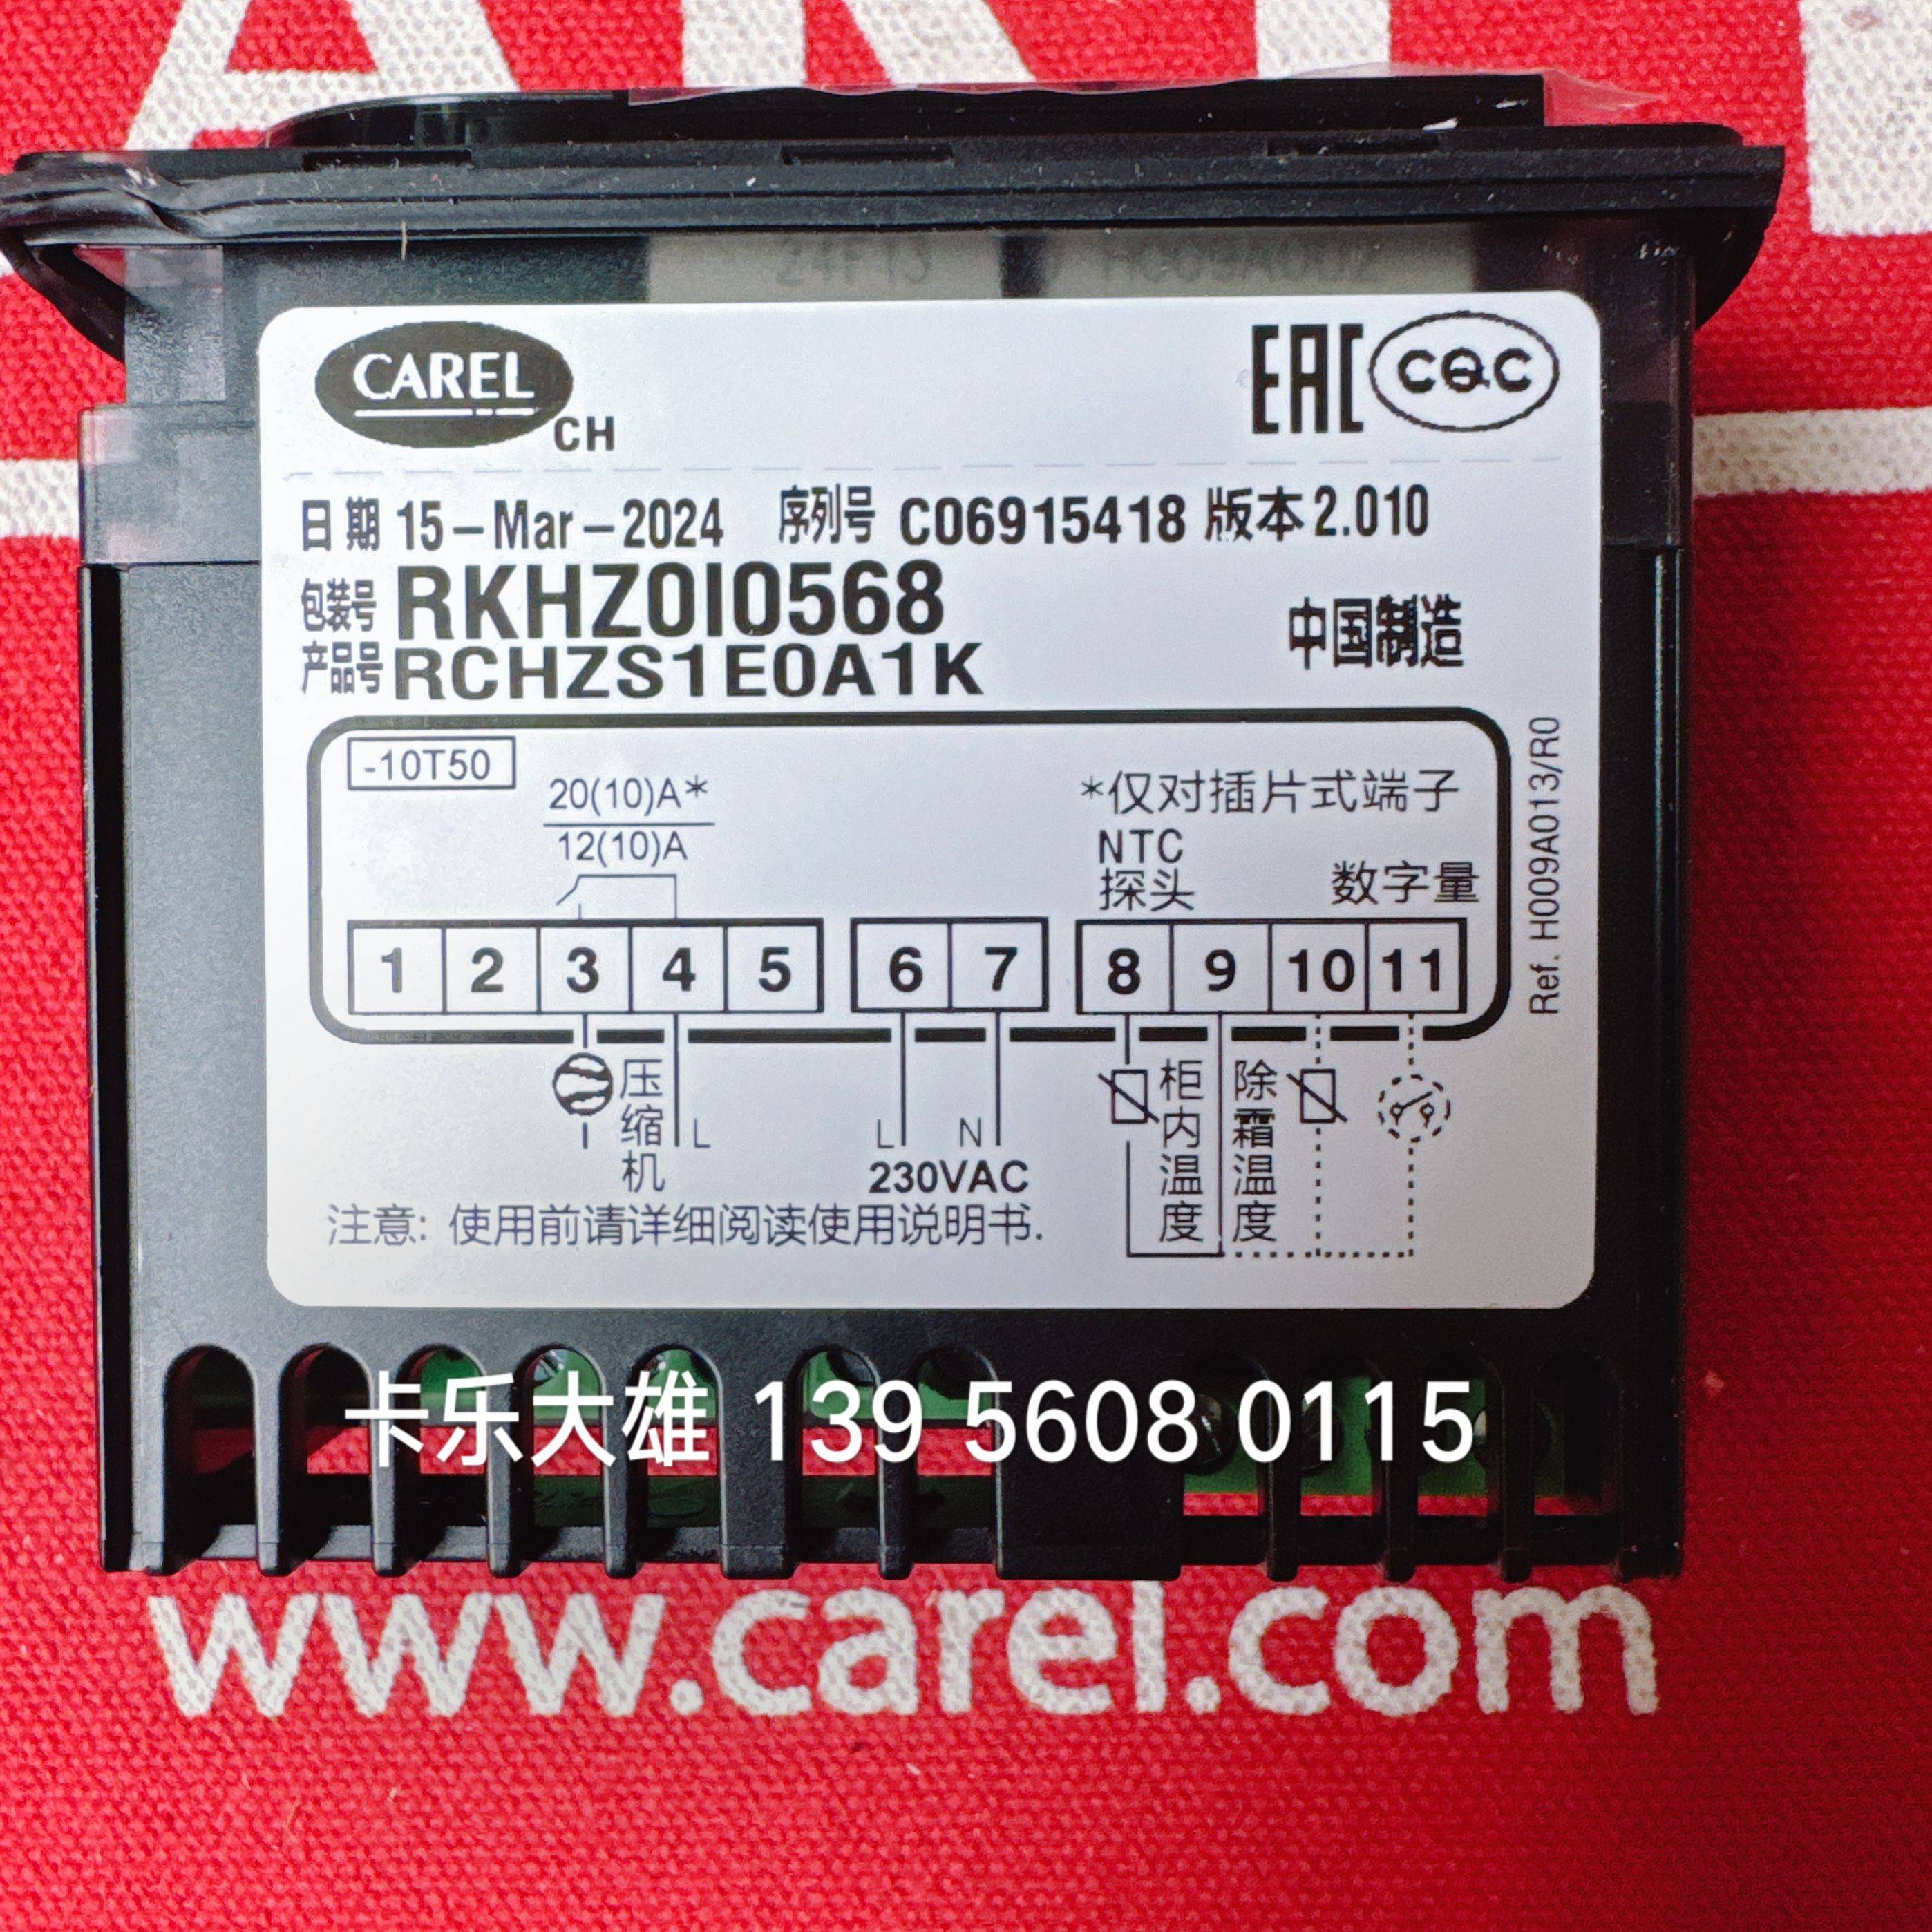 CAREL CH EAC CQC
日期 15-Mar-2024 序列号 C06915418 版本 2.010
包装号 RKHZ0I0568
产品号 RCHZS1E0A1K 中国制造
-10T50
20(10)A* *仅对插片式端子
12(10)A NTC
探头 数字量
1 2 3 4 5 6 7 8 9 10 11
Ref. H009A013/R0
压缩机 L L N 柜内温度 除霜温度
230VAC
注意: 使用前请详细阅读使用说明书.
卡乐大雄 139 5608 0115
www.carel.com